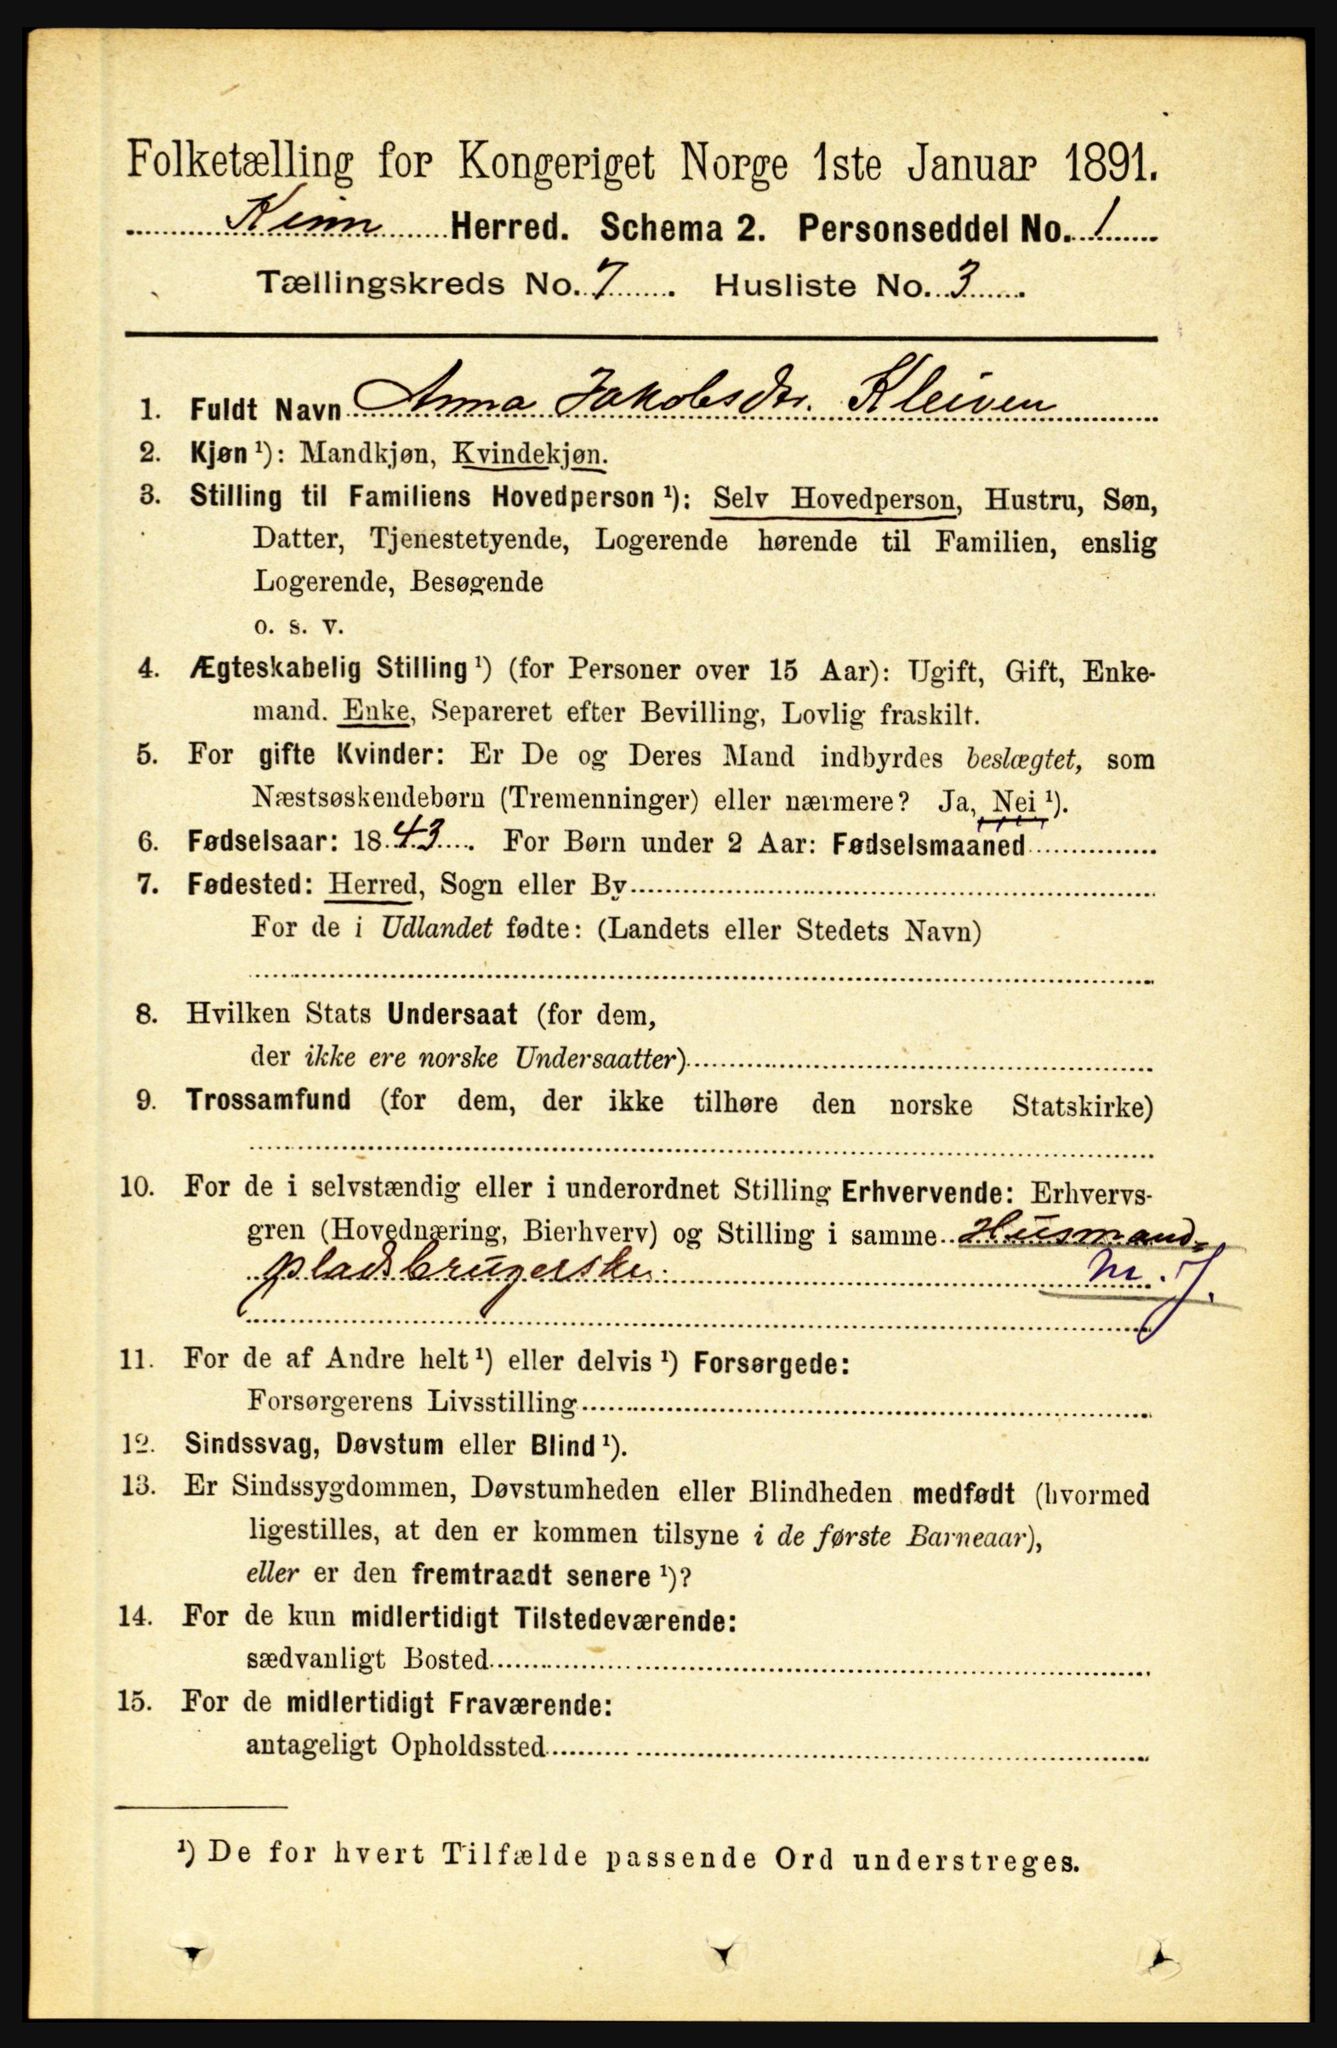 Folketælling for Kongeriget Norge 1ste Januar 1891.
Kinn Herred. Schema 2. Personseddel No. 1
Tællingskreds No. 7 Husliste No. 3
1. Fuldt Navn Anna Jakobsdtr. Kleiven
2. Kjøn ¹): Mandkjøn, Kvindekjøn.
3. Stilling til Familiens Hovedperson ¹): Selv Hovedperson, Hustru, Søn,
Datter, Tjenestetyende, Logerende hørende til Familien, enslig
Logerende, Besøgende
o. s. v.
4. Ægteskabelig Stilling ¹) (for Personer over 15 Aar): Ugift, Gift, Enke-
mand. Enke, Separeret efter Bevilling, Lovlig fraskilt.
5. For gifte Kvinder: Er De og Deres Mand indbyrdes beslægtet, som
Næstsøskendebørn (Tremenninger) eller nærmere? Ja, Nei ¹).
6. Fødselsaar: 1843. For Børn under 2 Aar: Fødselsmaaned
7. Fødested: Herred, Sogn eller By
For de i Udlandet fødte: (Landets eller Stedets Navn)
8. Hvilken Stats Undersaat (for dem,
der ikke ere norske Undersaatter)
9. Trossamfund (for dem, der ikke tilhøre den norske Statskirke)
10. For de i selvstændig eller i underordnet Stilling Erhvervende: Erhvervs-
gren (Hovednæring, Bierhverv) og Stilling i samme Husmand-
pladsbrugerske. m. J.
11. For de af Andre helt ¹) eller delvis ¹) Forsørgede:
Forsørgerens Livsstilling
12. Sindssvag, Døvstum eller Blind ¹).
13. Er Sindssygdommen, Døvstumheden eller Blindheden medfødt (hvormed
ligestilles, at den er kommen tilsyne i de første Barneaar),
eller er den fremtraadt senere ¹)?
14. For de kun midlertidigt Tilstedeværende:
sædvanligt Bosted
15. For de midlertidigt Fraværende:
antageligt Opholdssted
¹) De for hvert Tilfælde passende Ord understreges.